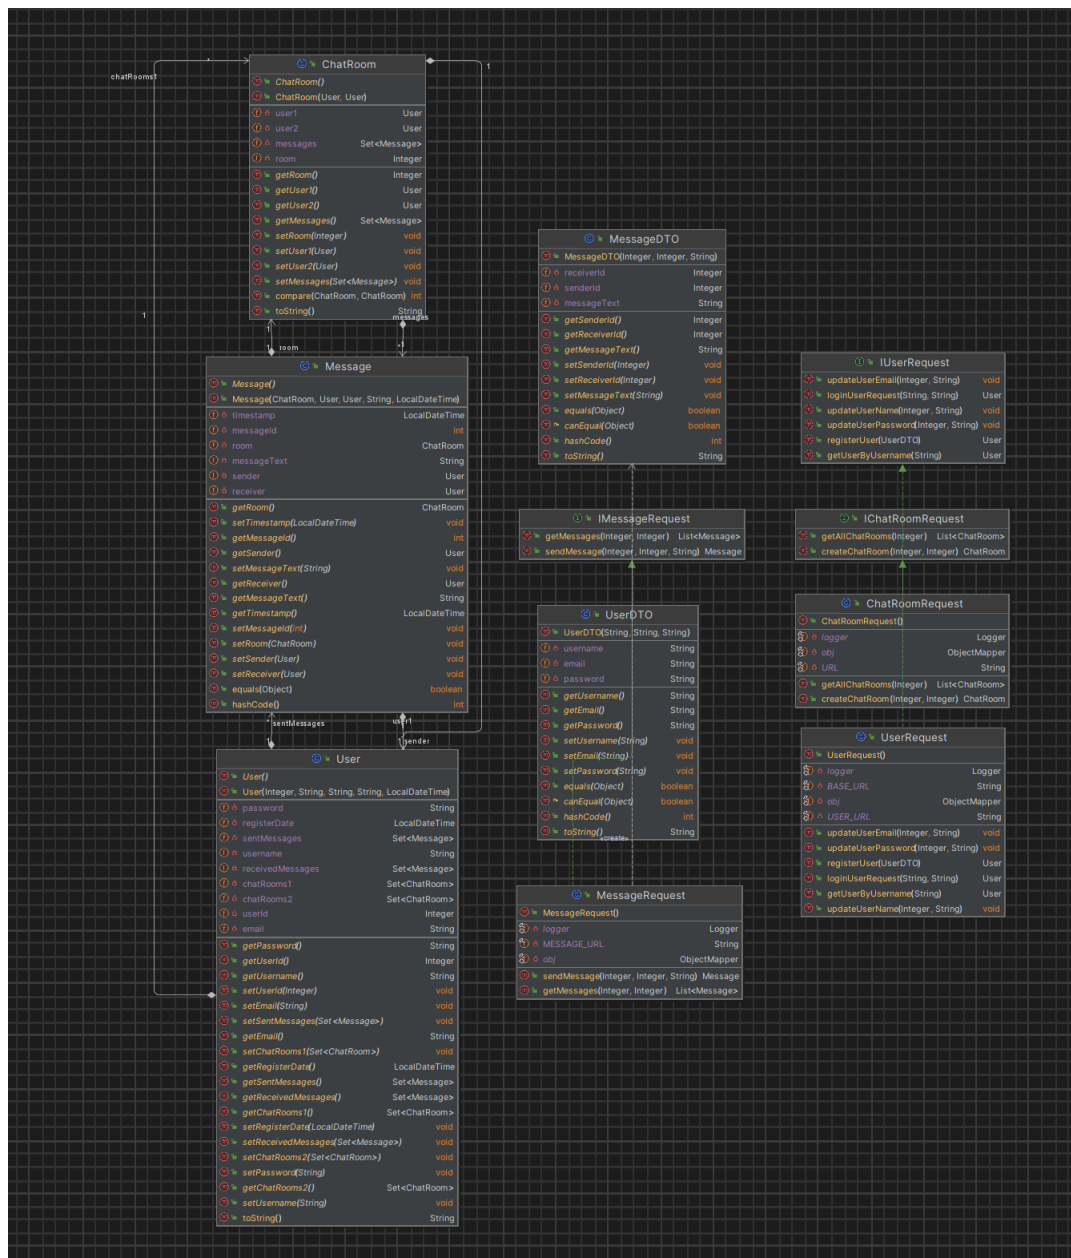 chatRooms1
*
1
1
ChatRoom
ChatRoom()
ChatRoom(User, User)
user1 User
user2 User
messages Set<Message>
room Integer
getRoom() Integer
getUser1() User
getUser2() User
getMessages() Set<Message>
setRoom(Integer) void
setUser1(User) void
setUser2(User) void
setMessages(Set<Message>) void
compare(ChatRoom, ChatRoom) int
toString() String
messages
1
1
room
*1
Message
Message()
Message(ChatRoom, User, User, String, LocalDateTime)
timestamp LocalDateTime
messageId int
room ChatRoom
messageText String
sender User
receiver User
getRoom() ChatRoom
setTimestamp(LocalDateTime) void
getMessageId() int
getSender() User
setMessageText(String) void
getReceiver() User
getMessageText() String
getTimestamp() LocalDateTime
setMessageId(int) void
setRoom(ChatRoom) void
setSender(User) void
setReceiver(User) void
equals(Object) boolean
hashCode() int
*
sentMessages
1
user1
1
sender
User
User()
User(Integer, String, String, String, LocalDateTime)
password String
registerDate LocalDateTime
sentMessages Set<Message>
username String
receivedMessages Set<Message>
chatRooms1 Set<ChatRoom>
chatRooms2 Set<ChatRoom>
userId Integer
email String
getPassword() String
getUserId() Integer
getUsername() String
setUserId(Integer) void
setEmail(String) void
setSentMessages(Set<Message>) void
getEmail() String
setChatRooms1(Set<ChatRoom>) void
getRegisterDate() LocalDateTime
getSentMessages() Set<Message>
getReceivedMessages() Set<Message>
getChatRooms1() Set<ChatRoom>
setRegisterDate(LocalDateTime) void
setReceivedMessages(Set<Message>) void
setChatRooms2(Set<ChatRoom>) void
setPassword(String) void
getChatRooms2() Set<ChatRoom>
setUsername(String) void
toString() String
MessageDTO
MessageDTO(Integer, Integer, String)
receiverId Integer
senderId Integer
messageText String
getSenderId() Integer
getReceiverId() Integer
getMessageText() String
setSenderId(Integer) void
setReceiverId(Integer) void
setMessageText(String) void
equals(Object) boolean
canEqual(Object) boolean
hashCode() int
toString() String
IMessageRequest
getMessages(Integer, Integer) List<Message>
sendMessage(Integer, Integer, String) Message
UserDTO
UserDTO(String, String, String)
username String
email String
password String
getUsername() String
getEmail() String
getPassword() String
setUsername(String) void
setEmail(String) void
setPassword(String) void
equals(Object) boolean
canEqual(Object) boolean
hashCode() int
toString() String
«create»
MessageRequest
MessageRequest()
logger Logger
MESSAGE_URL String
obj ObjectMapper
sendMessage(Integer, Integer, String) Message
getMessages(Integer, Integer) List<Message>
IUserRequest
updateUserEmail(Integer, String) void
loginUserRequest(String, String) User
updateUserName(Integer, String) void
updateUserPassword(Integer, String) void
registerUser(UserDTO) User
getUserByUsername(String) User
IChatRoomRequest
getAllChatRooms(Integer) List<ChatRoom>
createChatRoom(Integer, Integer) ChatRoom
ChatRoomRequest
ChatRoomRequest()
logger Logger
obj ObjectMapper
URL String
getAllChatRooms(Integer) List<ChatRoom>
createChatRoom(Integer, Integer) ChatRoom
UserRequest
UserRequest()
logger Logger
BASE_URL String
obj ObjectMapper
USER_URL String
updateUserEmail(Integer, String) void
updateUserPassword(Integer, String) void
registerUser(UserDTO) User
loginUserRequest(String, String) User
getUserByUsername(String) User
updateUserName(Integer, String) void